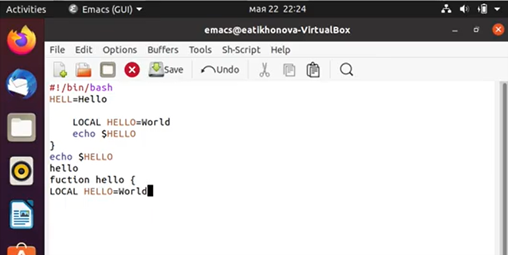 Activities Emacs (GUI) мая 22 22:24
emacs@eatikhonova-VirtualBox
File Edit Options Buffers Tools Sh-Script Help
Save Undo
#!/bin/bash
HELL=Hello
LOCAL HELLO=World
echo $HELLO
}
echo $HELLO
hello
fuction hello {
LOCAL HELLO=World